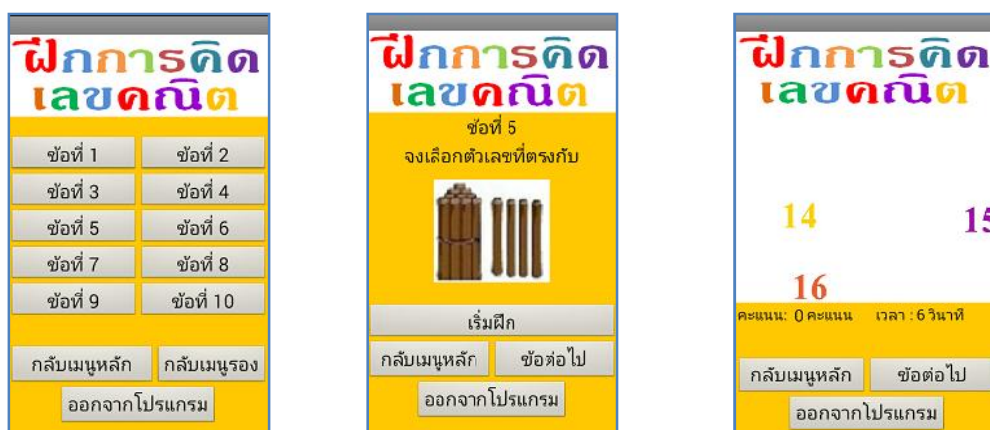 ฝึกการคิด
เลขคณิต
ข้อที่ 1 ข้อที่ 2
ข้อที่ 3 ข้อที่ 4
ข้อที่ 5 ข้อที่ 6
ข้อที่ 7 ข้อที่ 8
ข้อที่ 9 ข้อที่ 10
กลับเมนูหลัก กลับเมนูรอง
ออกจากโปรแกรม
ฝึกการคิด
เลขคณิต
ข้อที่ 5
จงเลือกตัวเลขที่ตรงกับ
เริ่มฝึก
กลับเมนูหลัก ข้อต่อไป
ออกจากโปรแกรม
ฝึกการคิด
เลขคณิต
14 15
16
คะแนน: 0 คะแนน เวลา : 6 วินาที
กลับเมนูหลัก ข้อต่อไป
ออกจากโปรแกรม